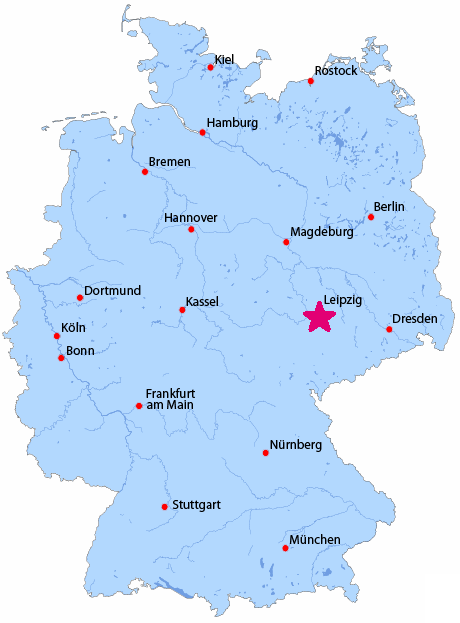 Kiel
Rostock
Hamburg
Bremen
Berlin
Hannover
Magdeburg
Dortmund
Kassel
Leipzig
Dresden
Köln
Bonn
Frankfurt
am Main
Nürnberg
Stuttgart
München